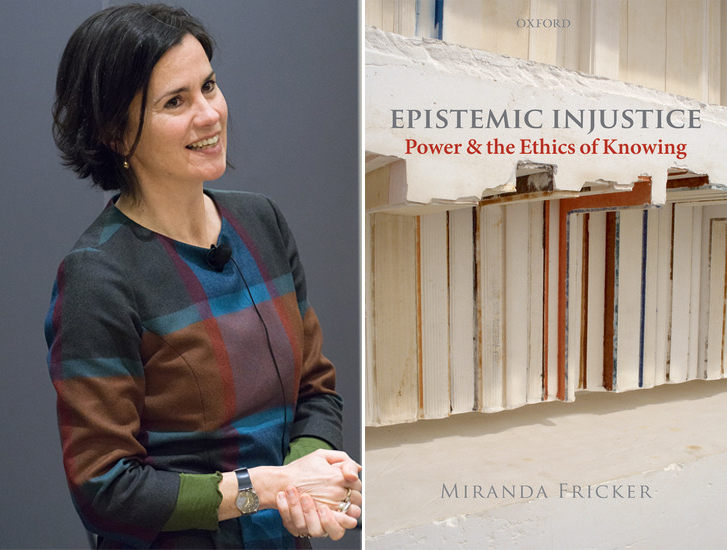 OXFORD
EPISTEMIC INJUSTICE
Power & the Ethics of Knowing
MIRANDA FRICKER